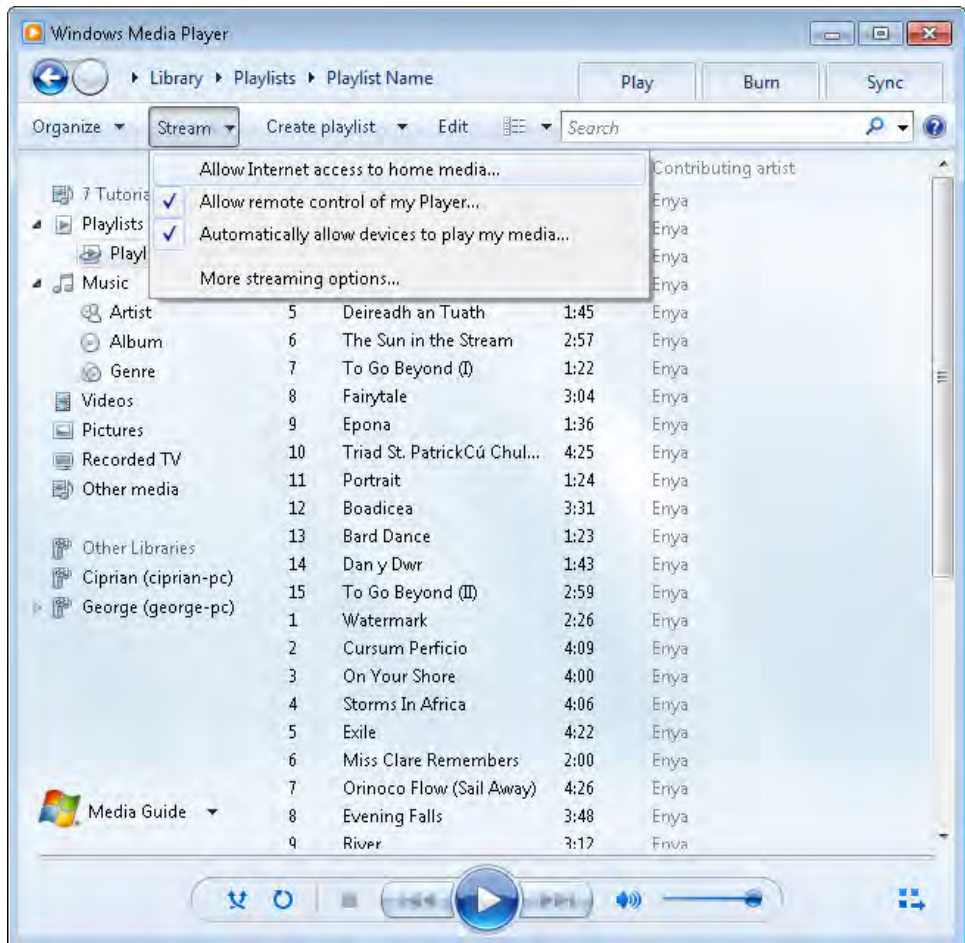 Windows Media Player
Library Playlists Playlist Name Play Burn Sync
Organize Stream Create playlist Edit Search
Allow Internet access to home media...
Allow remote control of my Player...
Automatically allow devices to play my media...
More streaming options...
Contributing artist
7 Tutoria Enya
Playlists Enya
Playl Enya
Music Enya
Artist 5 Deireadh an Tuath 1:45 Enya
Album 6 The Sun in the Stream 2:57 Enya
Genre 7 To Go Beyond (I) 1:22 Enya
Videos 8 Fairytale 3:04 Enya
Pictures 9 Epona 1:36 Enya
Recorded TV 10 Triad St. PatrickCú Chul... 4:25 Enya
Other media 11 Portrait 1:24 Enya
12 Boadicea 3:31 Enya
Other Libraries 13 Bard Dance 1:23 Enya
Ciprian (ciprian-pc) 14 Dan y Dwr 1:43 Enya
George (george-pc) 15 To Go Beyond (II) 2:59 Enya
1 Watermark 2:26 Enya
2 Cursum Perficio 4:09 Enya
3 On Your Shore 4:00 Enya
4 Storms In Africa 4:06 Enya
5 Exile 4:22 Enya
6 Miss Clare Remembers 2:00 Enya
7 Orinoco Flow (Sail Away) 4:26 Enya
Media Guide 8 Evening Falls 3:48 Enya
9 River 3:12 Enya